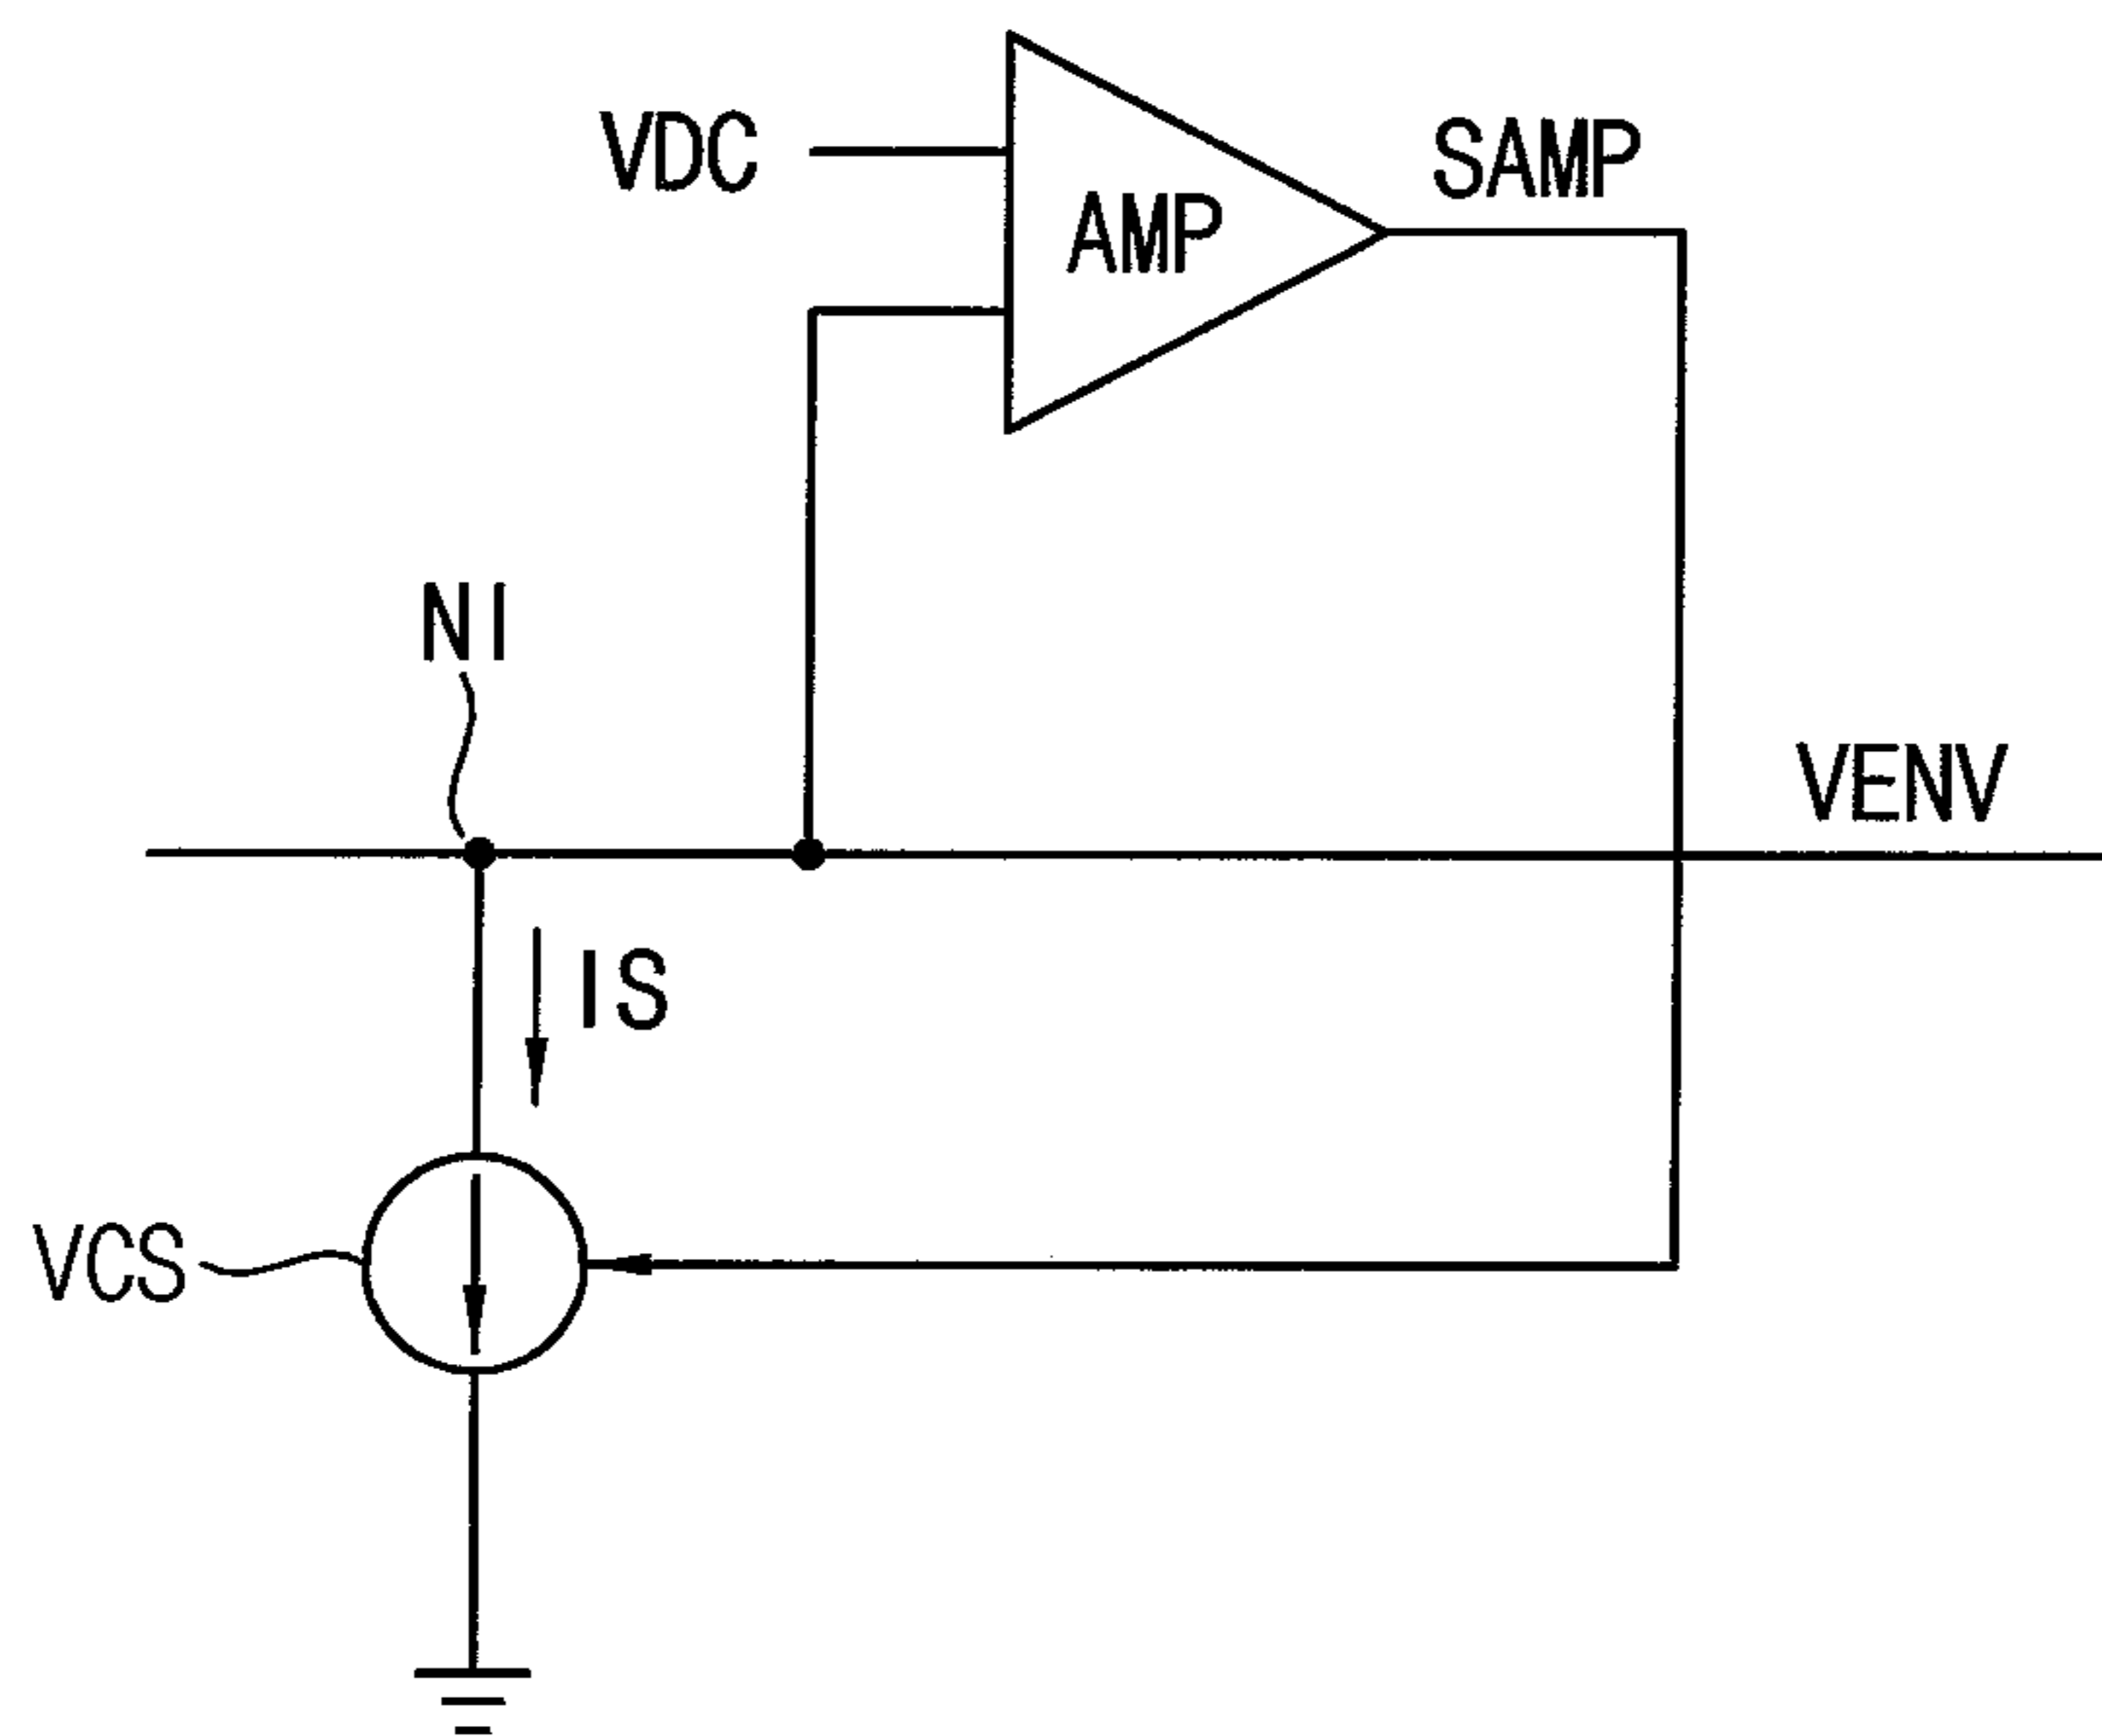 VDC
SAMP
AMP
NI
VENV
IS
VCS